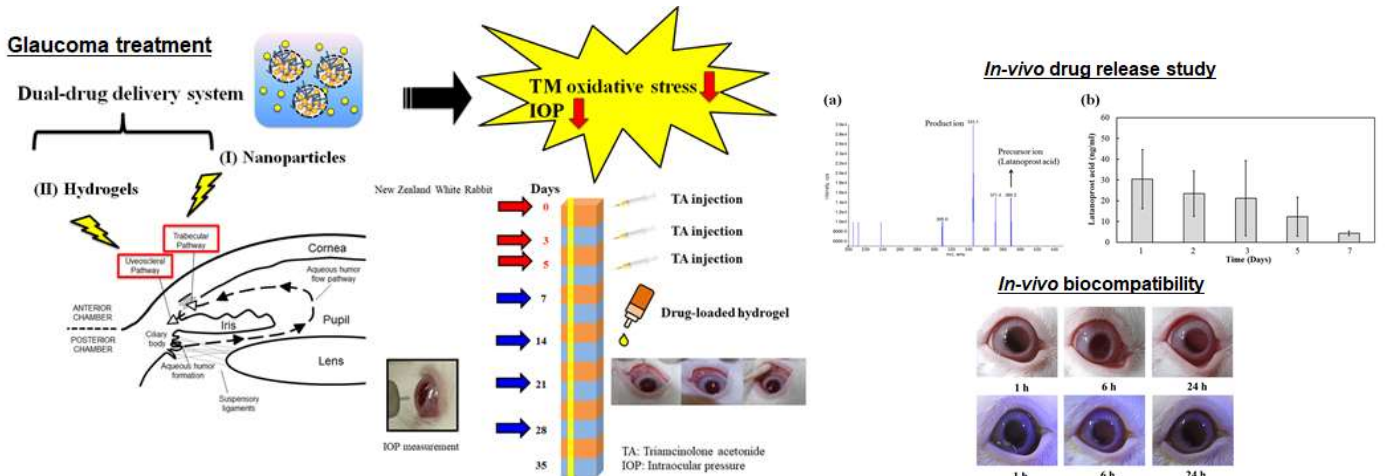 Glaucoma treatment
Dual-drug delivery system
(I) Nanoparticles
(II) Hydrogels
TM oxidative stress
IOP
Trabecular
Pathway
Uveoscleral
Pathway
Cornea
Aqueous humor
flow pathway
ANTERIOR
CHAMBER
POSTERIOR
CHAMBER
Iris
Pupil
Ciliary
body
Lens
Aqueous humor
formation
Suspensory
ligaments
New Zealand White Rabbit
Days
0
TA injection
3
TA injection
5
TA injection
7
Drug-loaded hydrogel
14
21
28
35
IOP measurement
TA: Triamcinolone acetonide
IOP: Intraocular pressure
In-vivo drug release study
(a)
Production
Precursor ion
(Latanoprost acid)
(b)
Latanoprost acid (ng/ml)
60
50
40
30
20
10
0
1 2 3 5 7
Time (Days)
In-vivo biocompatibility
1 h 6 h 24 h
1 h 6 h 24 h